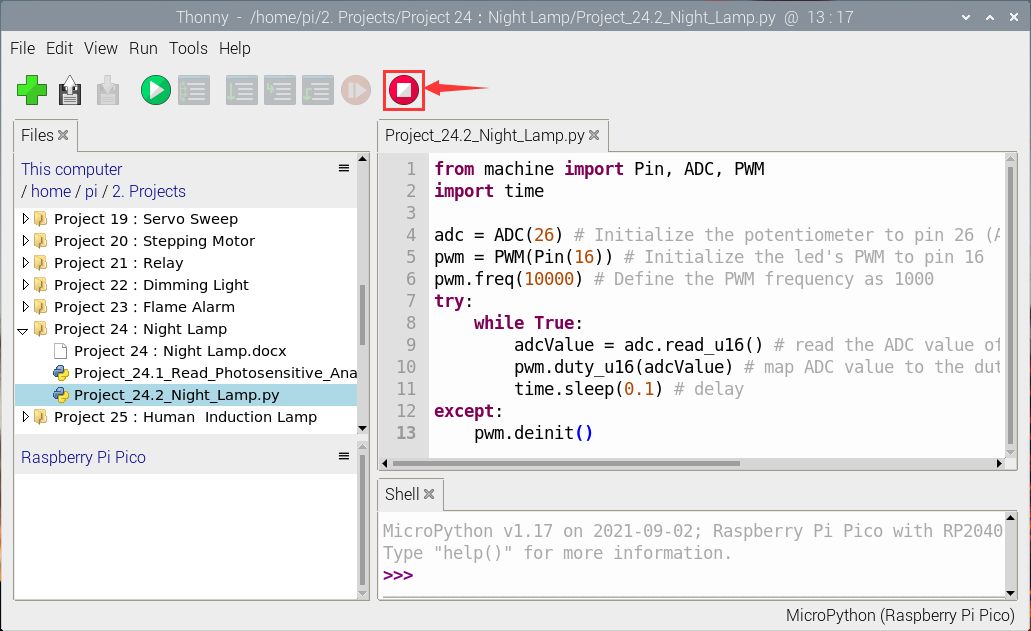 Thonny - /home/pi/2. Projects/Project 24 : Night Lamp/Project_24.2_Night_Lamp.py @ 13 : 17
File Edit View Run Tools Help
Files
This computer
/ home / pi / 2. Projects
Project 19 : Servo Sweep
Project 20 : Stepping Motor
Project 21 : Relay
Project 22 : Dimming Light
Project 23 : Flame Alarm
Project 24 : Night Lamp
Project 24 : Night Lamp.docx
Project_24.1_Read_Photosensitive_Ana
Project_24.2_Night_Lamp.py
Project 25 : Human  Induction Lamp
Raspberry Pi Pico
Project_24.2_Night_Lamp.py
1 from machine import Pin, ADC, PWM
2 import time
3
4 adc = ADC(26) # Initialize the potentiometer to pin 26 (A
5 pwm = PWM(Pin(16)) # Initialize the led's PWM to pin 16
6 pwm.freq(10000) # Define the PWM frequency as 1000
7 try:
8     while True:
9         adcValue = adc.read_u16() # read the ADC value of
10         pwm.duty_u16(adcValue) # map ADC value to the dut
11         time.sleep(0.1) # delay
12 except:
13     pwm.deinit()
Shell
MicroPython v1.17 on 2021-09-02; Raspberry Pi Pico with RP2040
Type "help()" for more information.
>>>
MicroPython (Raspberry Pi Pico)